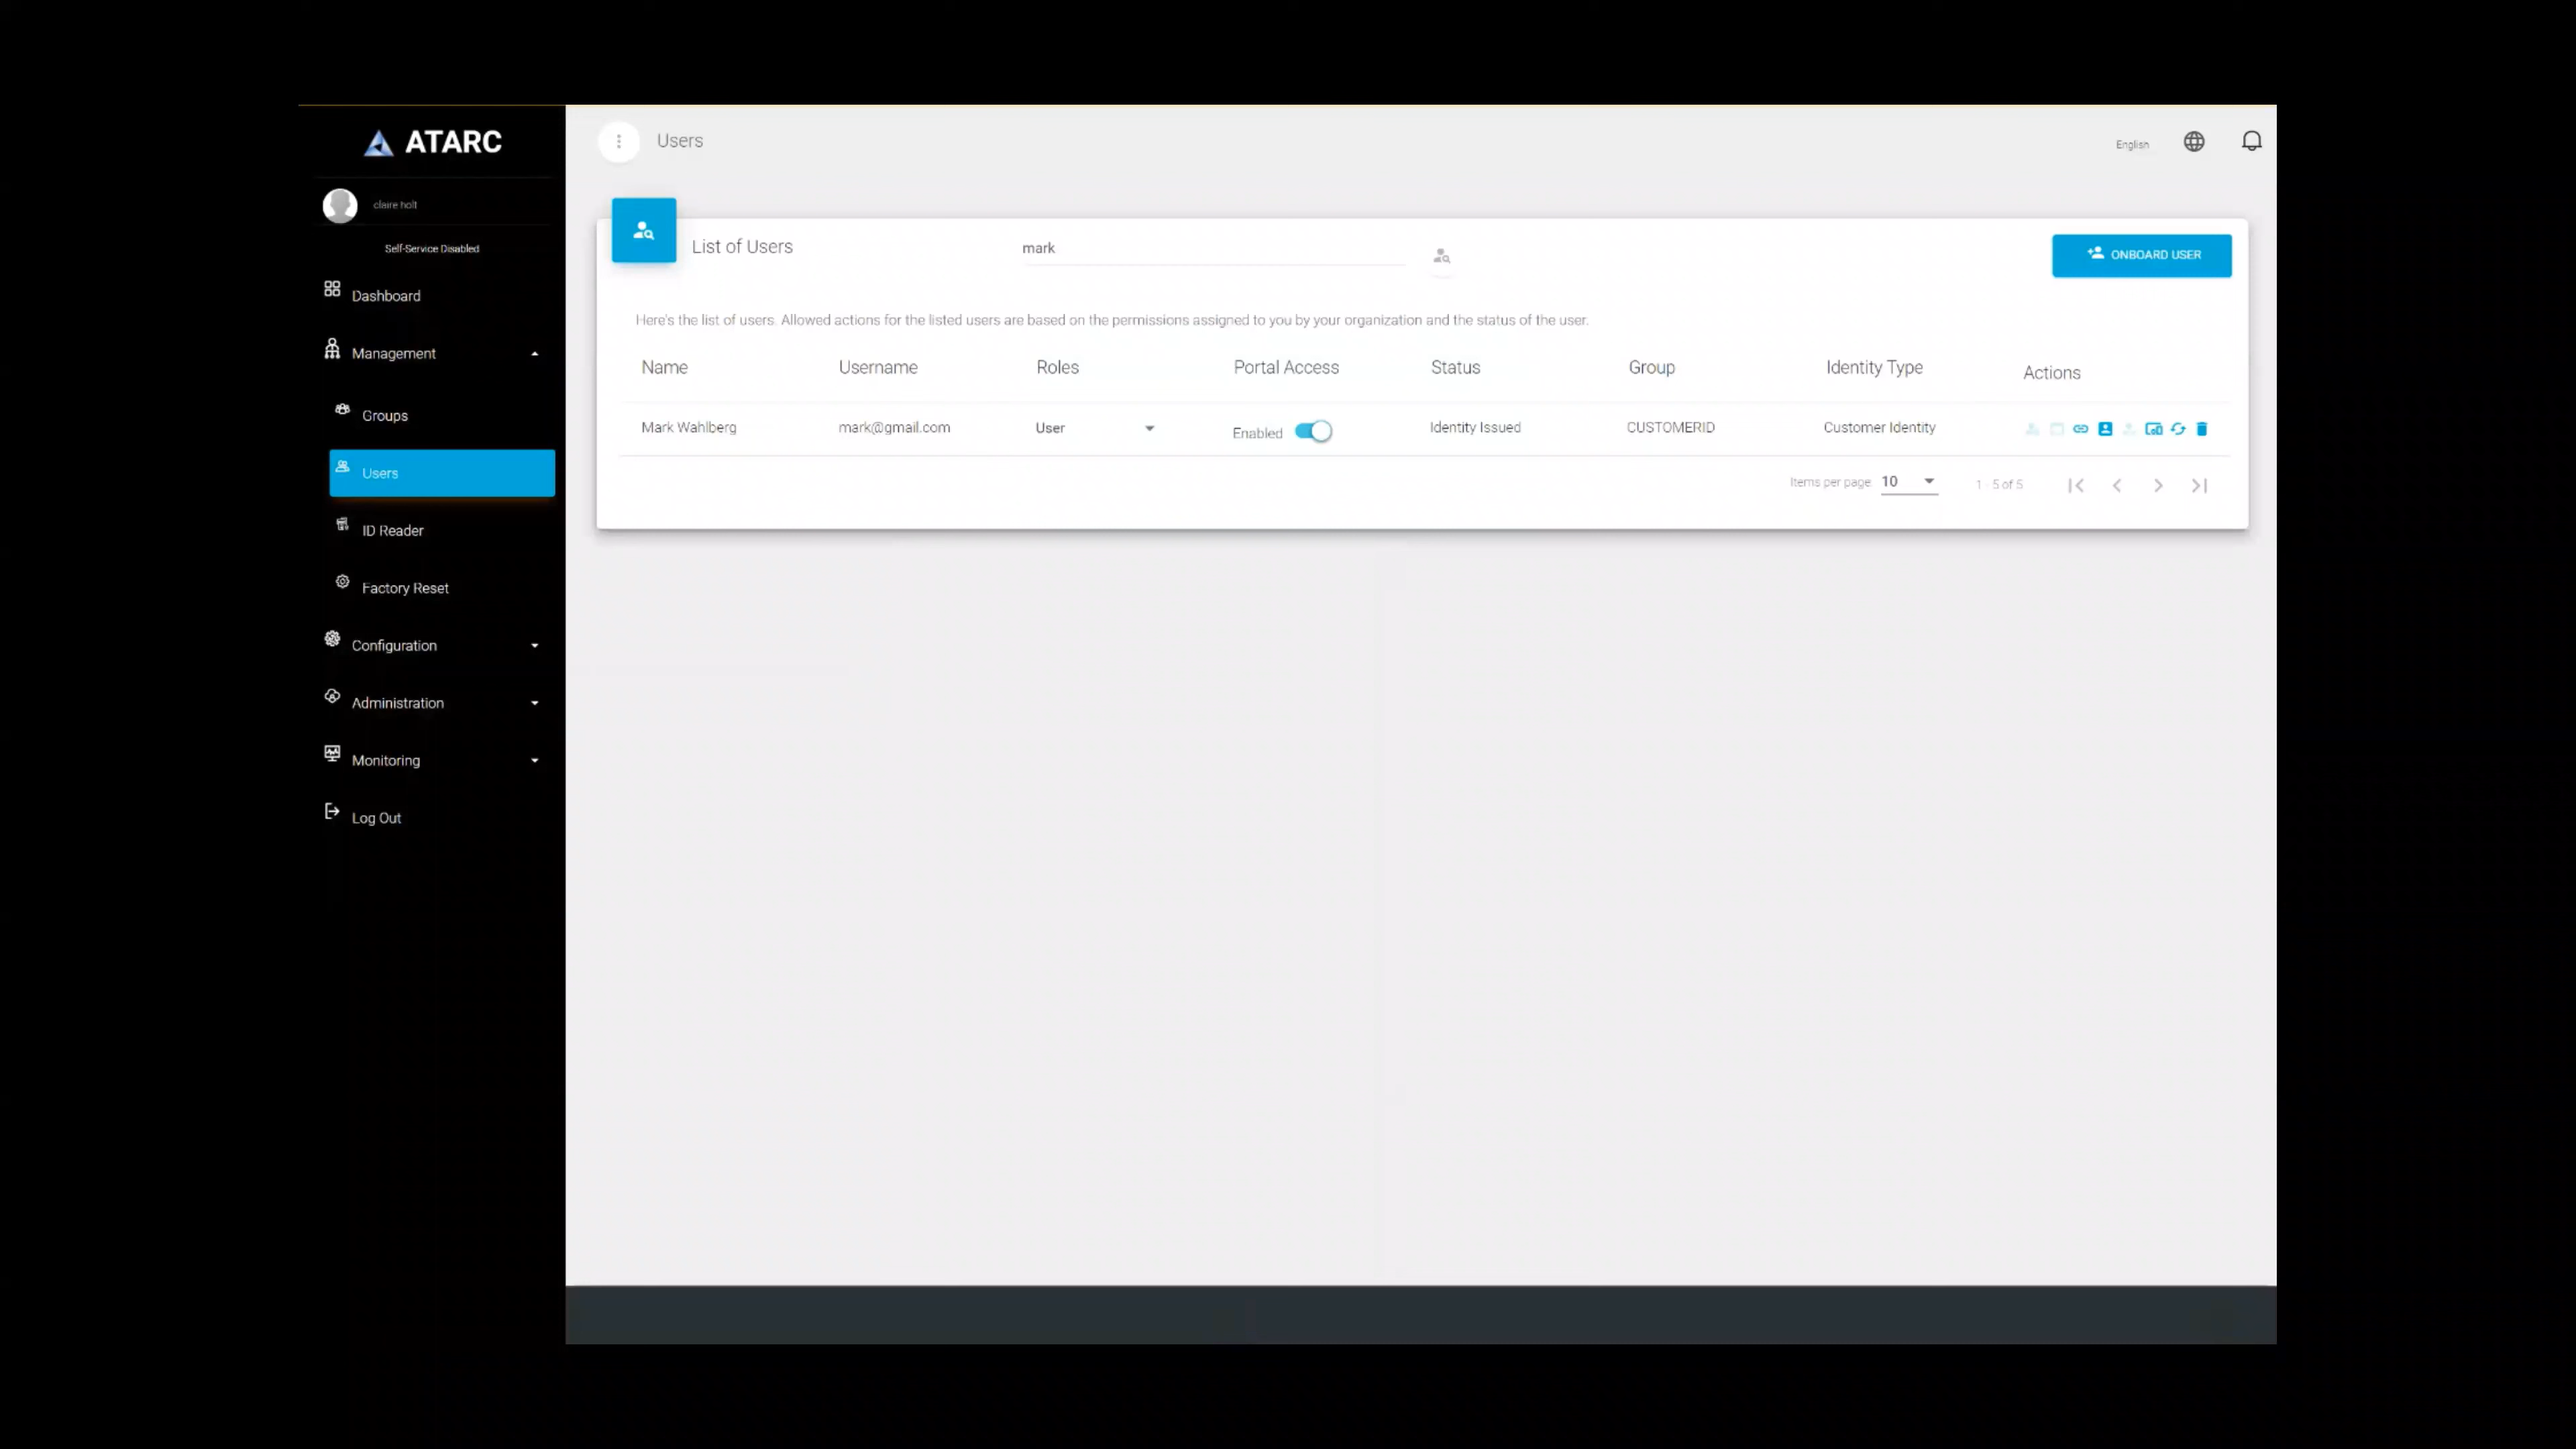 ATARC
claire holt
Self-Service Disabled
Dashboard
Management
Groups
Users
ID Reader
Factory Reset
Configuration
Administration
Monitoring
Log Out
Users
English
List of Users
mark
ONBOARD USER
Here's the list of users. Allowed actions for the listed users are based on the permissions assigned to you by your organization and the status of the user.
Name Username Roles Portal Access Status Group Identity Type Actions
Mark Wahlberg mark@gmail.com User Enabled Identity Issued CUSTOMERID Customer Identity
Items per page 10 1 - 5 of 5